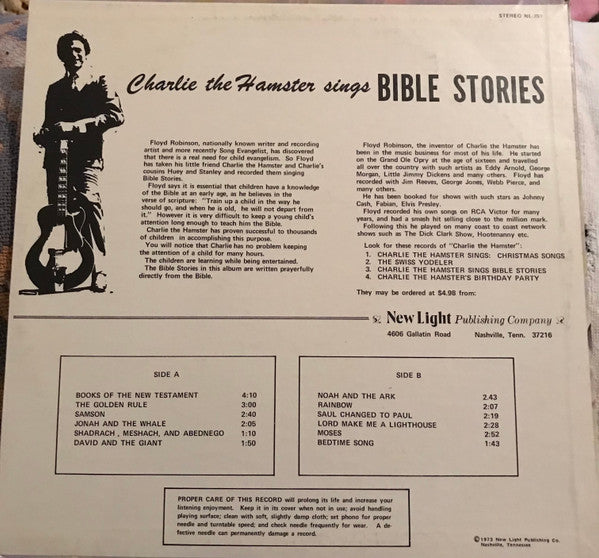 STEREO NL 757
Charlie the Hamster sings BIBLE STORIES
Floyd Robinson, nationally known writer and recording
artist and more recently Song Evangelist, has discovered
that there is a real need for child evangelism. So Floyd
has taken his little friend Charlie the Hamster and Charlie's
cousins Huey and Stanley and recorded them singing
Bible Stories.
Floyd says it is essential that children have a knowledge
of the Bible at an early age, as he believes in the
verse of scripture: "Train up a child in the way he
should go, and when he is old, he will not depart from
it." However it is very difficult to keep a young child's
attention long enough to teach him the Bible.
Charlie the Hamster has proven successful to thousands
of children in accomplishing this purpose.
You will notice that Charlie has no problem keeping
the attention of a child for many hours.
The children are learning while being entertained.
The Bible Stories in this album are written prayerfully
directly from the Bible.
Floyd Robinson, the inventor of Charlie the Hamster has
been in the music business for most of his life. He started
on the Grand Ole Opry at the age of sixteen and travelled
all over the country with such artists as Eddy Arnold, George
Morgan, Little Jimmy Dickens and many others. Floyd has
recorded with Jim Reeves, George Jones, Webb Pierce, and
many others.
He has been booked for shows with such stars as Johnny
Cash, Fabian, Elvis Presley.
Floyd recorded his own songs on RCA Victor for many
years, and had a smash hit selling close to the million mark.
Following this he played on many coast to coast network
shows such as The Dick Clark Show, Hootenanny etc.
Look for these records of "Charlie the Hamster":
1. CHARLIE THE HAMSTER SINGS: CHRISTMAS SONGS
2. THE SWISS YODELER
3. CHARLIE THE HAMSTER SINGS BIBLE STORIES
4. CHARLIE THE HAMSTER'S BIRTHDAY PARTY
They may be ordered at $4.98 from:
New Light Publishing Company
4606 Gallatin Road Nashville, Tenn. 37216
SIDE A
BOOKS OF THE NEW TESTAMENT 4:10
THE GOLDEN RULE 3:00
SAMSON 2:40
JONAH AND THE WHALE 2:05
SHADRACH , MESHACH, AND ABEDNEGO 1:10
DAVID AND THE GIANT 1:50
SIDE B
NOAH AND THE ARK 2.43
RAINBOW 2:07
SAUL CHANGED TO PAUL 2:19
LORD MAKE ME A LIGHTHOUSE 2:28
MOSES 2:52
BEDTIME SONG 1:43
PROPER CARE OF THIS RECORD will prolong its life and increase your
listening enjoyment. Keep it in its cover when not in use; avoid handling
playing surface; clean with soft, slightly damp cloth; set phono for proper
needle and turntable speed; and check needle frequently for wear. A de-
fective needle can permanently damage a record.
©1973 New Light Publishing Co.
Nashville, Tennessee